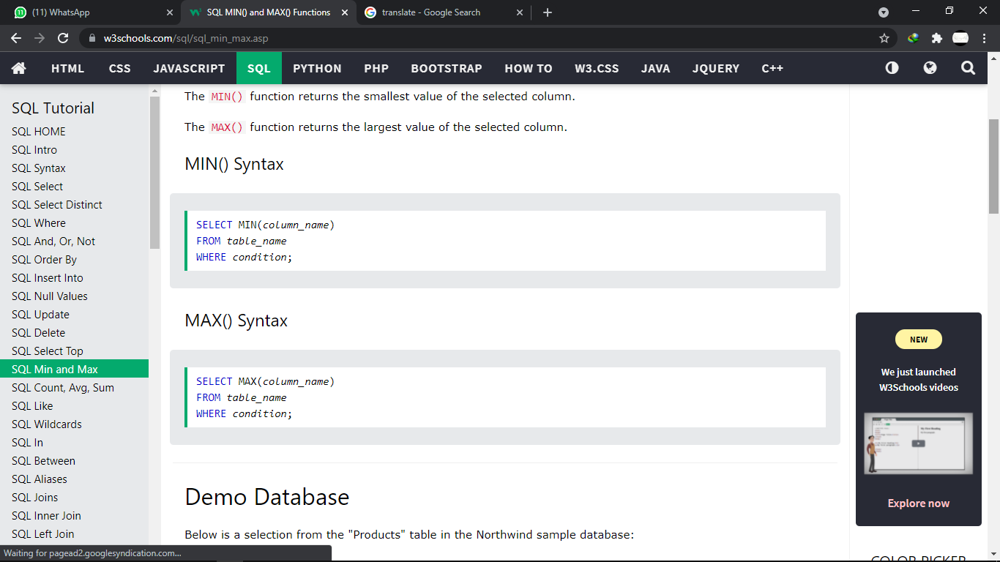 (11) WhatsApp
SQL MIN() and MAX() Functions
translate - Google Search
w3schools.com/sql/sql_min_max.asp
HTML CSS JAVASCRIPT SQL PYTHON PHP BOOTSTRAP HOW TO W3.CSS JAVA JQUERY C++
SQL Tutorial
SQL HOME
SQL Intro
SQL Syntax
SQL Select
SQL Select Distinct
SQL Where
SQL And, Or, Not
SQL Order By
SQL Insert Into
SQL Null Values
SQL Update
SQL Delete
SQL Select Top
SQL Min and Max
SQL Count, Avg, Sum
SQL Like
SQL Wildcards
SQL In
SQL Between
SQL Aliases
SQL Joins
SQL Inner Join
SQL Left Join
Waiting for pagead2.googlesyndication.com...
The MIN() function returns the smallest value of the selected column.
The MAX() function returns the largest value of the selected column.
MIN() Syntax
SELECT MIN(column_name)
FROM table_name
WHERE condition;
MAX() Syntax
SELECT MAX(column_name)
FROM table_name
WHERE condition;
Demo Database
Below is a selection from the "Products" table in the Northwind sample database:
NEW
We just launched
W3Schools videos
Explore now
COLOR PICKER